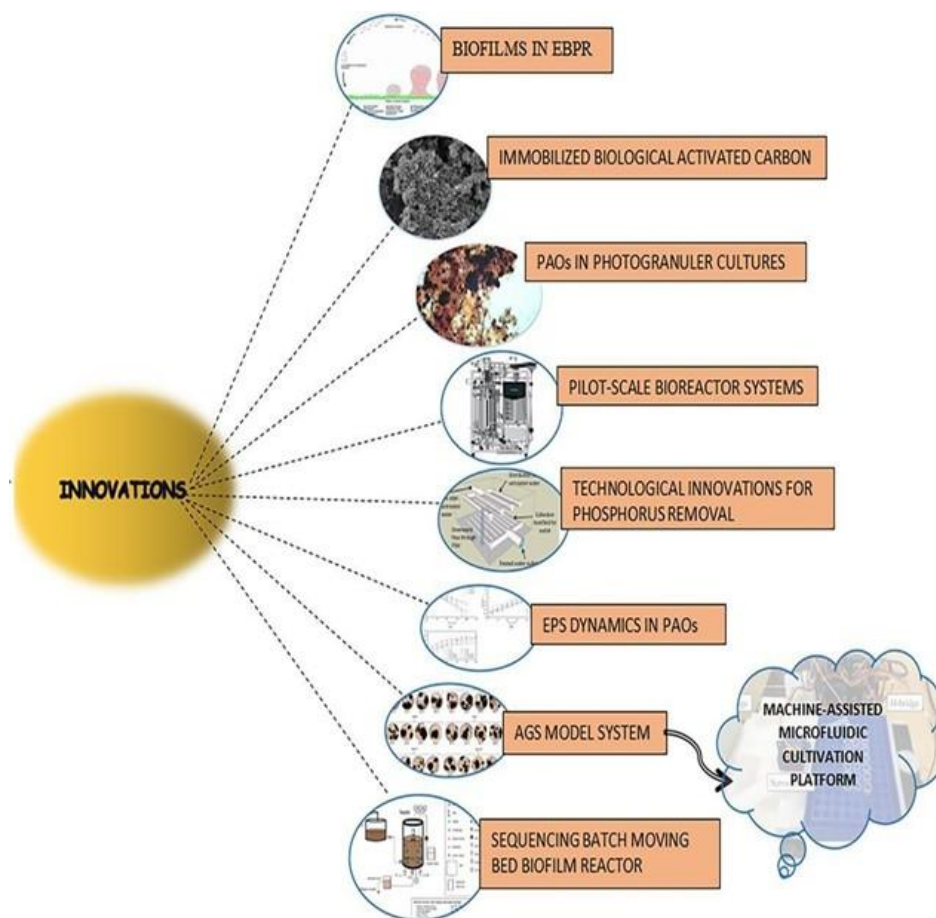 BIOFILMS IN EBPR
IMMOBILIZED BIOLOGICAL ACTIVATED CARBON
PAOs IN PHOTOGRANULER CULTURES
PILOT-SCALE BIOREACTOR SYSTEMS
INNOVATIONS
TECHNOLOGICAL INNOVATIONS FOR
PHOSPHORUS REMOVAL
EPS DYNAMICS IN PAOs
AGS MODEL SYSTEM
MACHINE-ASSISTED
MICROFLUIDIC
CULTIVATION
PLATFORM
SEQUENCING BATCH MOVING
BED BIOFILM REACTOR